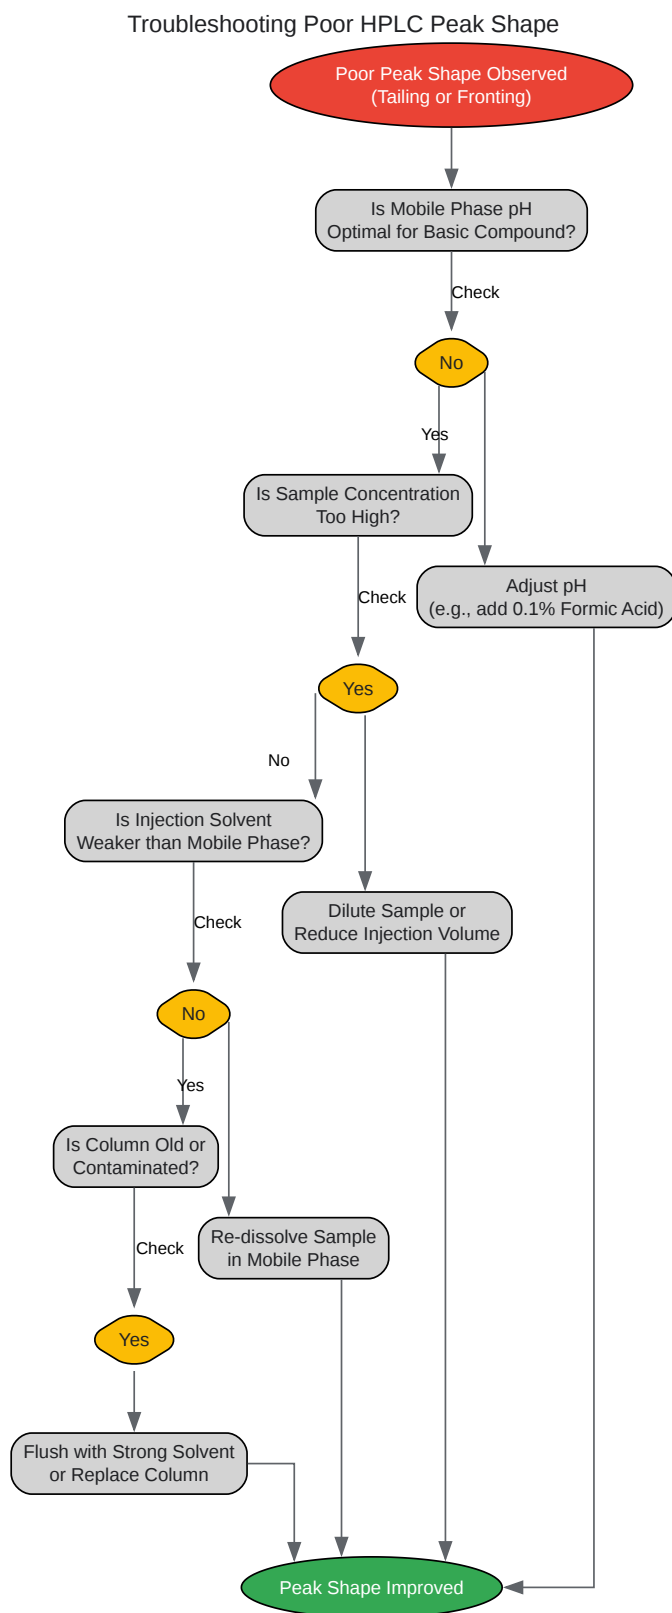 Troubleshooting Poor HPLC Peak Shape
Poor Peak Shape Observed
(Tailing or Fronting)
Is Mobile Phase pH
Optimal for Basic Compound?
Check
No
Yes
Is Sample Concentration
Too High?
Adjust pH
(e.g., add 0.1% Formic Acid)
Check
Yes
No
Is Injection Solvent
Weaker than Mobile Phase?
Dilute Sample or
Reduce Injection Volume
Check
No
Yes
Is Column Old or
Contaminated?
Re-dissolve Sample
in Mobile Phase
Check
Yes
Flush with Strong Solvent
or Replace Column
Peak Shape Improved